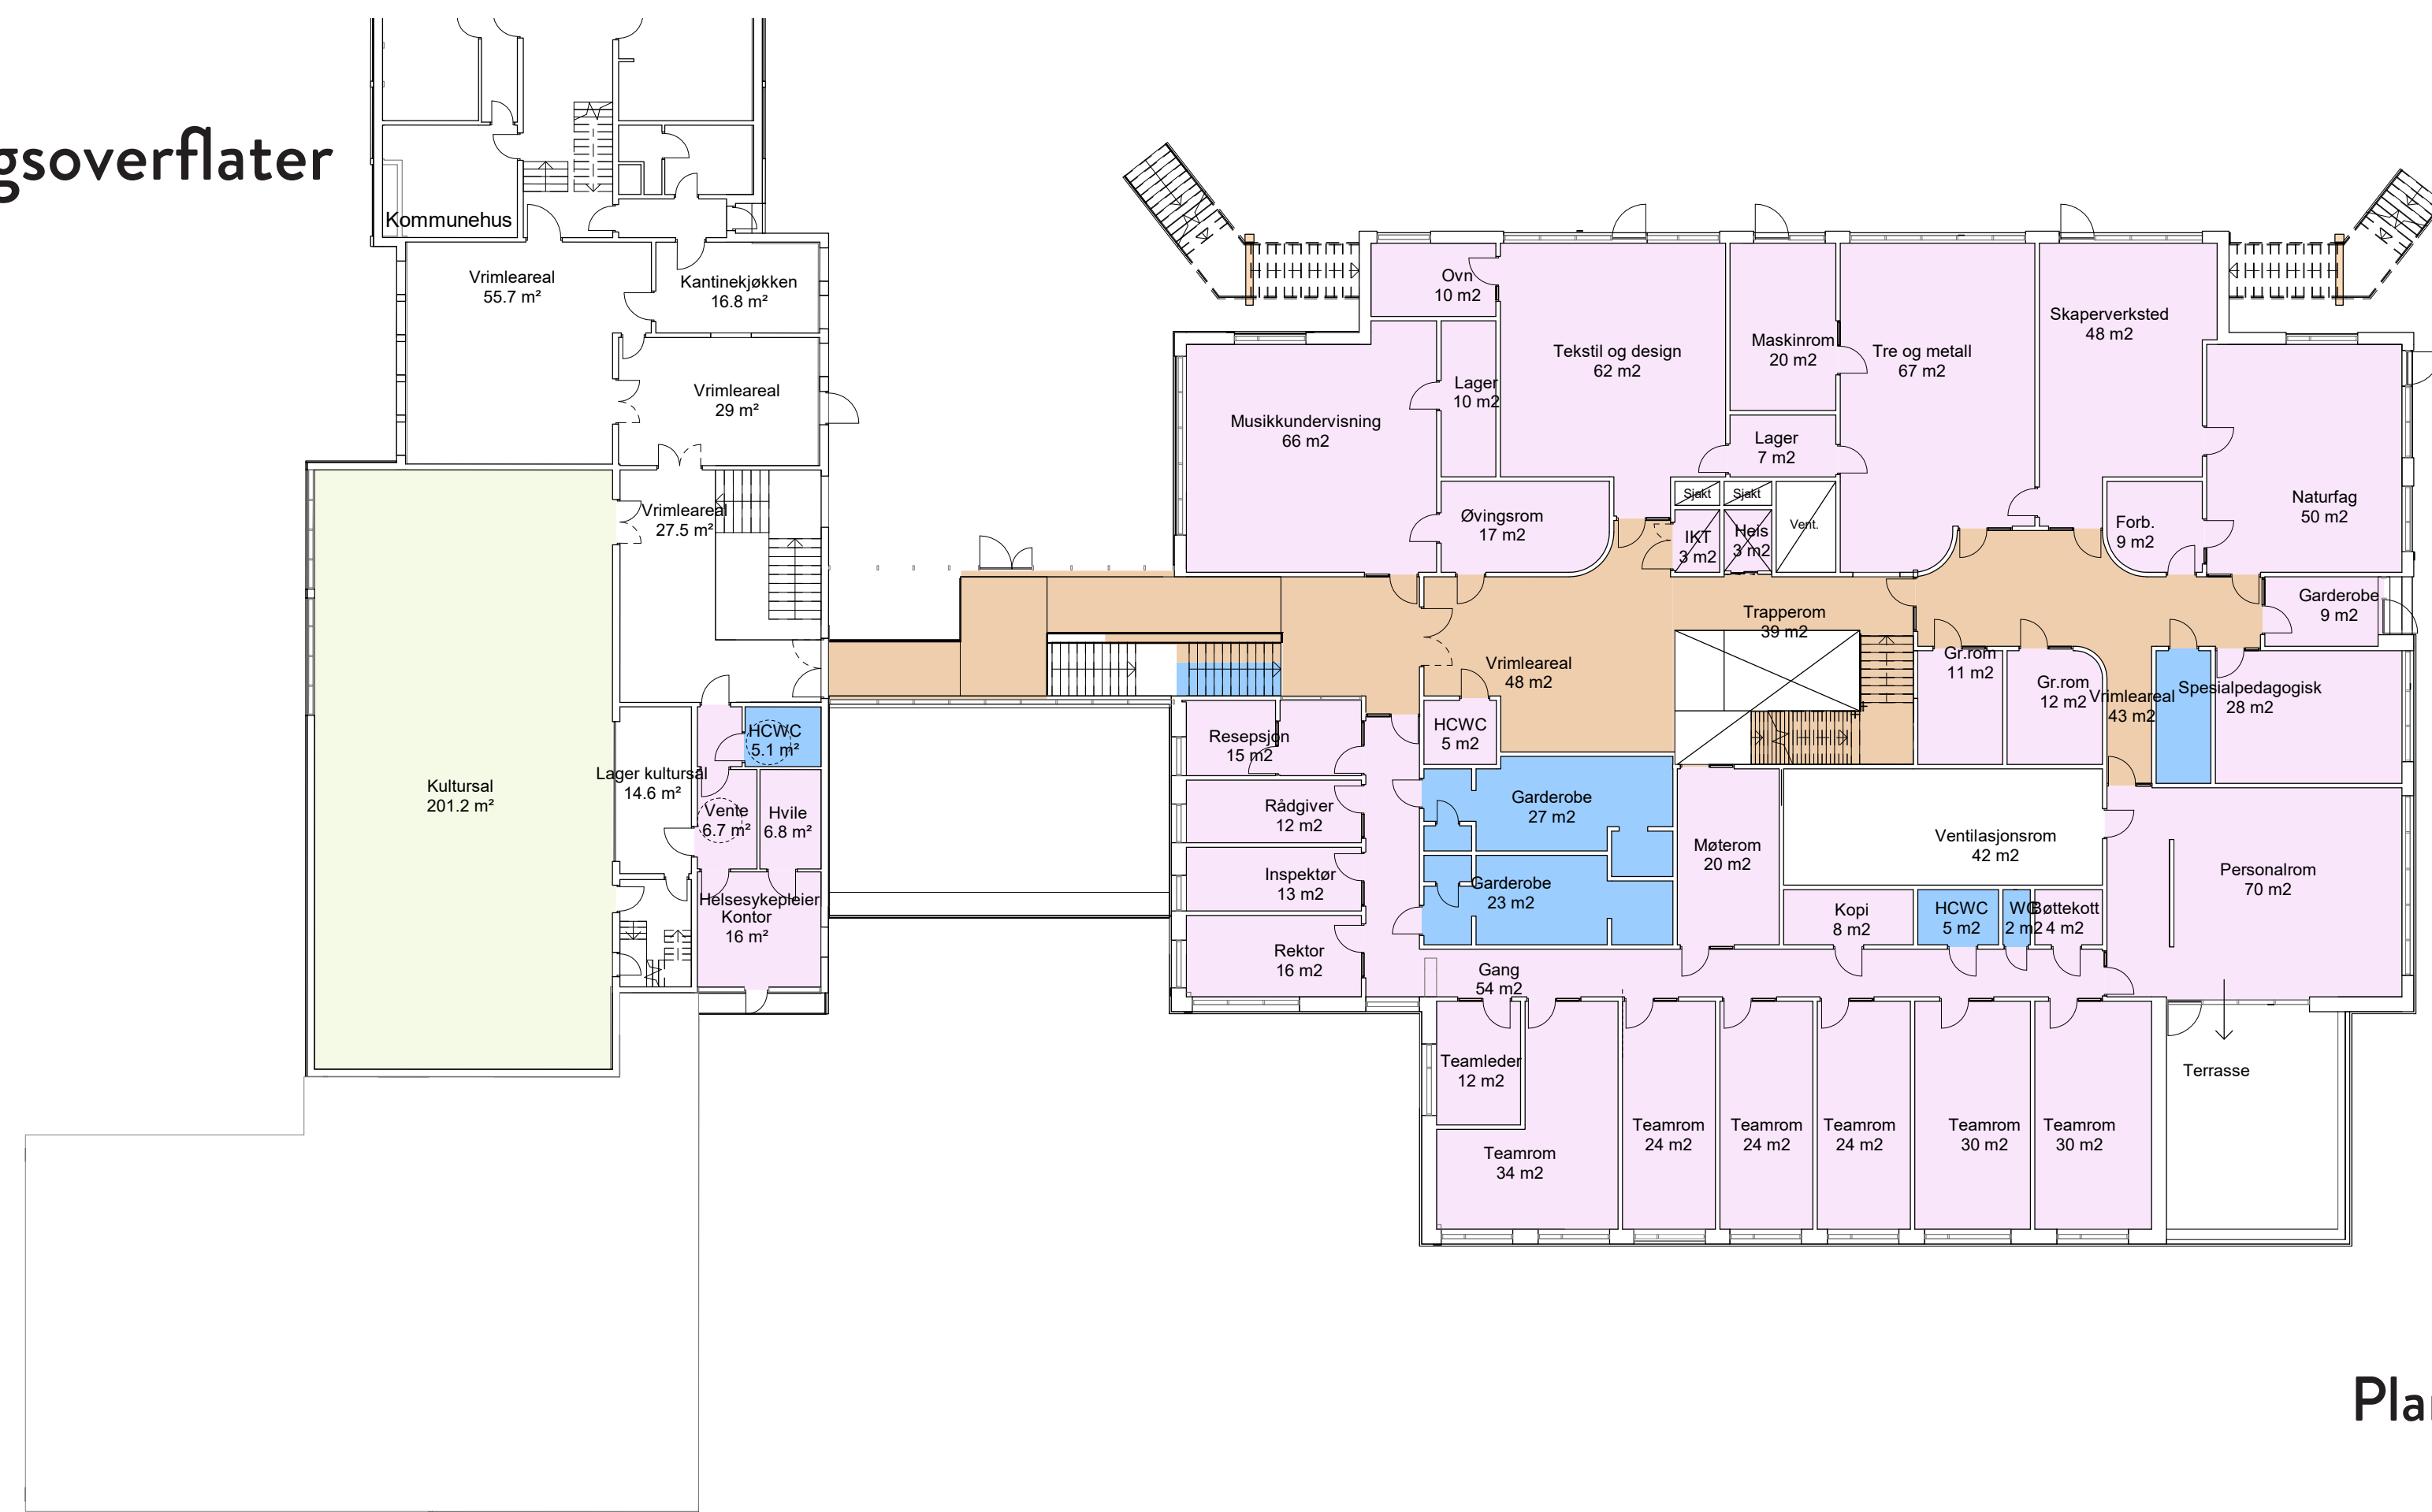 gsoverflater
Kommunehus
Vrimleareal
55.7 m²
Kantinekjøkken
16.8 m²
Vrimleareal
29 m²
Vrimleareal
27.5 m²
Kultursal
201.2 m²
Lager kultursal
14.6 m²
HCWC
5.1 m²
Vente
6.7 m²
Hvile
6.8 m²
Helsesykepleier
Kontor
16 m²
Ovn
10 m2
Musikkundervisning
66 m2
Lager
10 m2
Tekstil og design
62 m2
Maskinrom
20 m2
Lager
7 m2
Tre og metall
67 m2
Skaperverksted
48 m2
Naturfag
50 m2
Øvingsrom
17 m2
Sjakt
Sjakt
IKT
3 m2
Heis
3 m2
Vent.
Forb.
9 m2
Garderobe
9 m2
Trapperom
39 m2
Vrimleareal
48 m2
Gr.rom
11 m2
Gr.rom
12 m2
Vrimleareal
43 m2
Spesialpedagogisk
28 m2
Resepsjon
15 m2
HCWC
5 m2
Rådgiver
12 m2
Garderobe
27 m2
Inspektør
13 m2
Garderobe
23 m2
Møterom
20 m2
Ventilasjonsrom
42 m2
Personalrom
70 m2
Rektor
16 m2
Kopi
8 m2
HCWC
5 m2
WC
2 m2
Bøttekott
4 m2
Gang
54 m2
Teamleder
12 m2
Teamrom
34 m2
Teamrom
24 m2
Teamrom
24 m2
Teamrom
24 m2
Teamrom
30 m2
Teamrom
30 m2
Terrasse
Pla